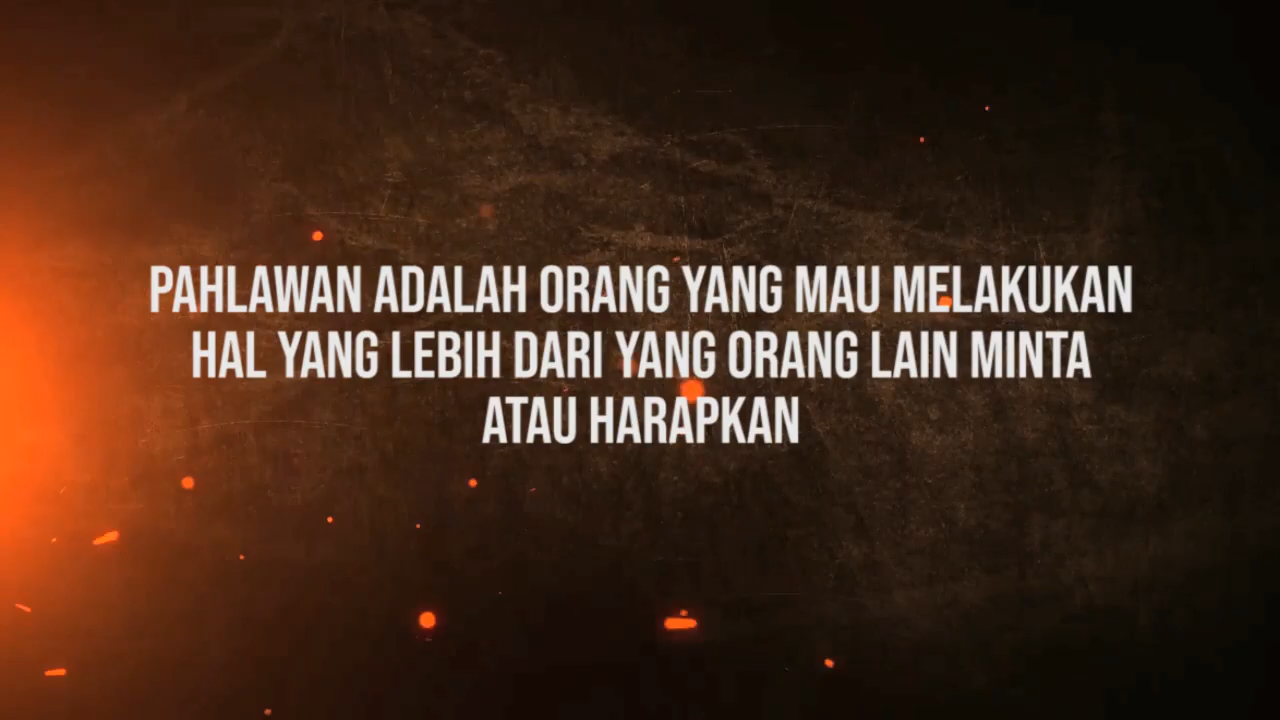 PAHLAWAN ADALAH ORANG YANG MAU MELAKUKAN
HAL YANG LEBIH DARI YANG ORANG LAIN MINTA
ATAU HARAPKAN